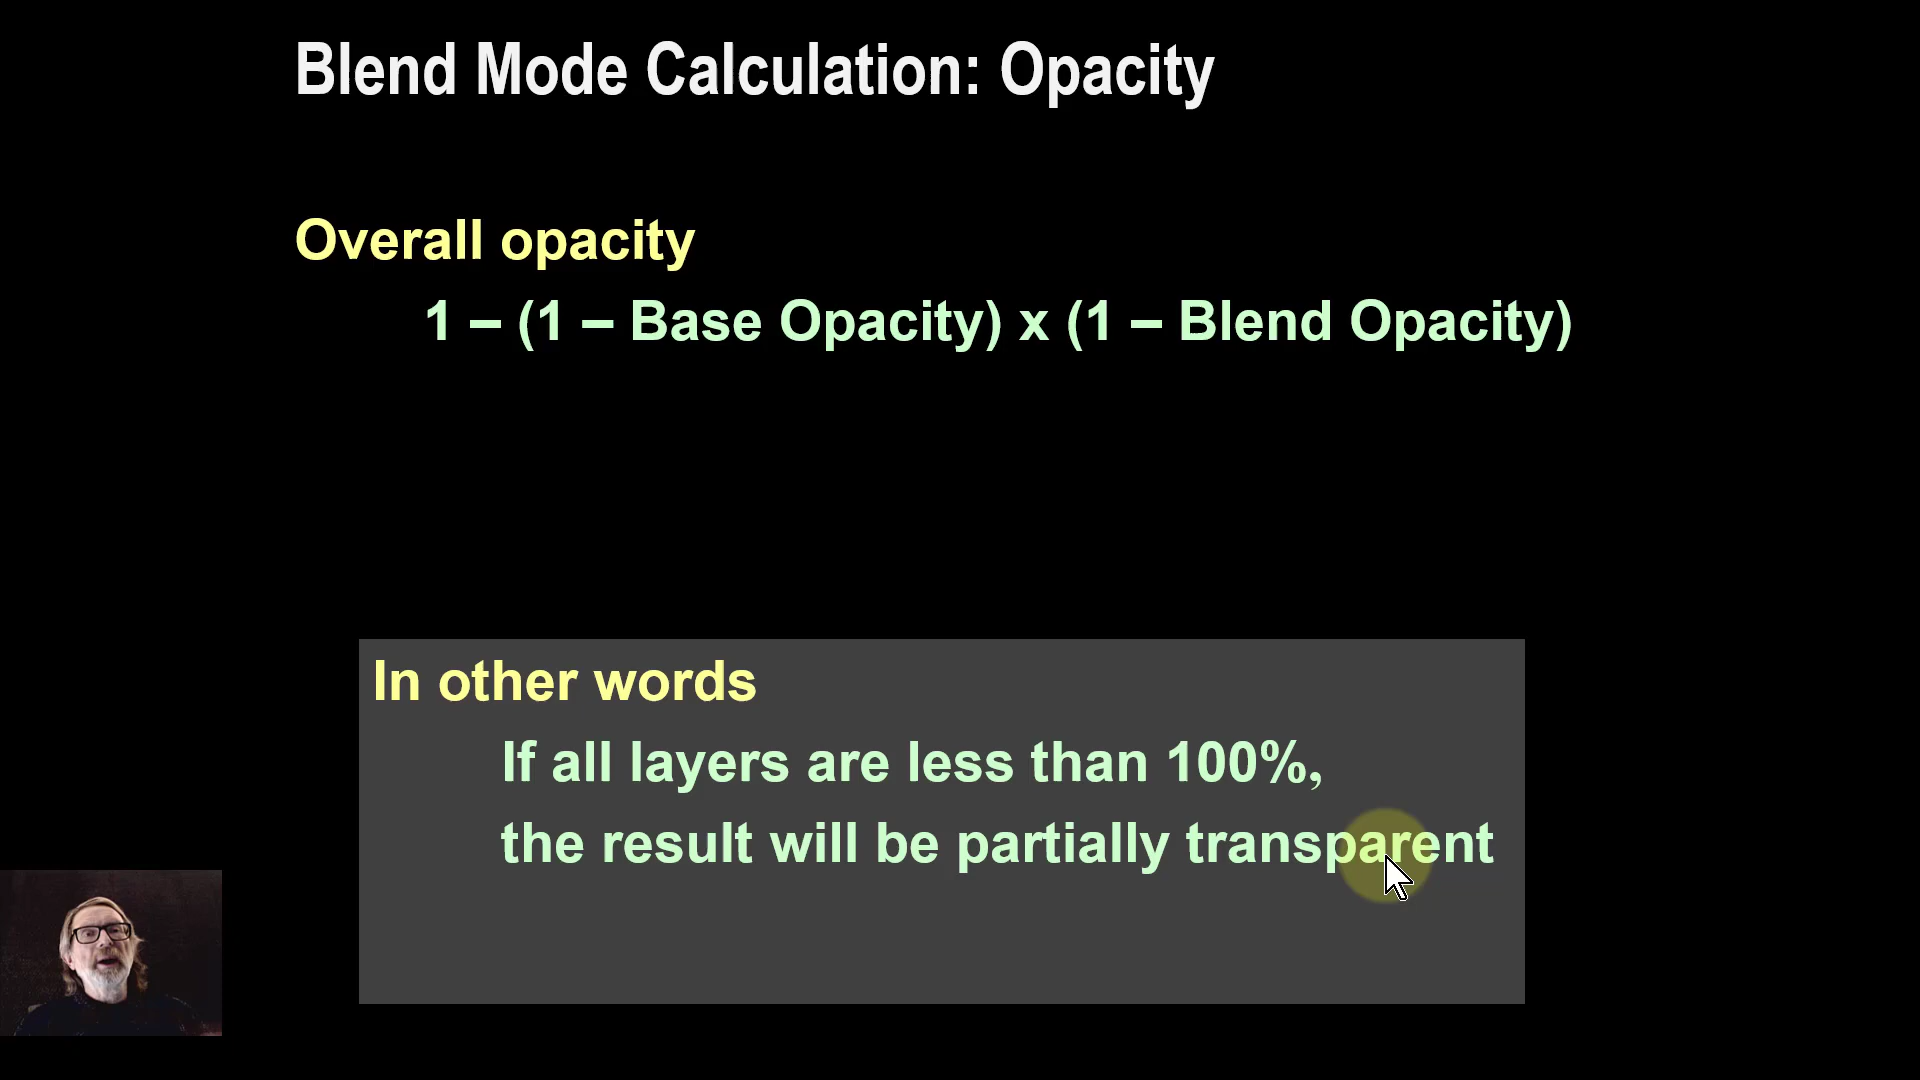 Blend Mode Calculation: Opacity
Overall opacity
1 – (1 – Base Opacity) x (1 – Blend Opacity)
In other words
If all layers are less than 100%,
the result will be partially transparent